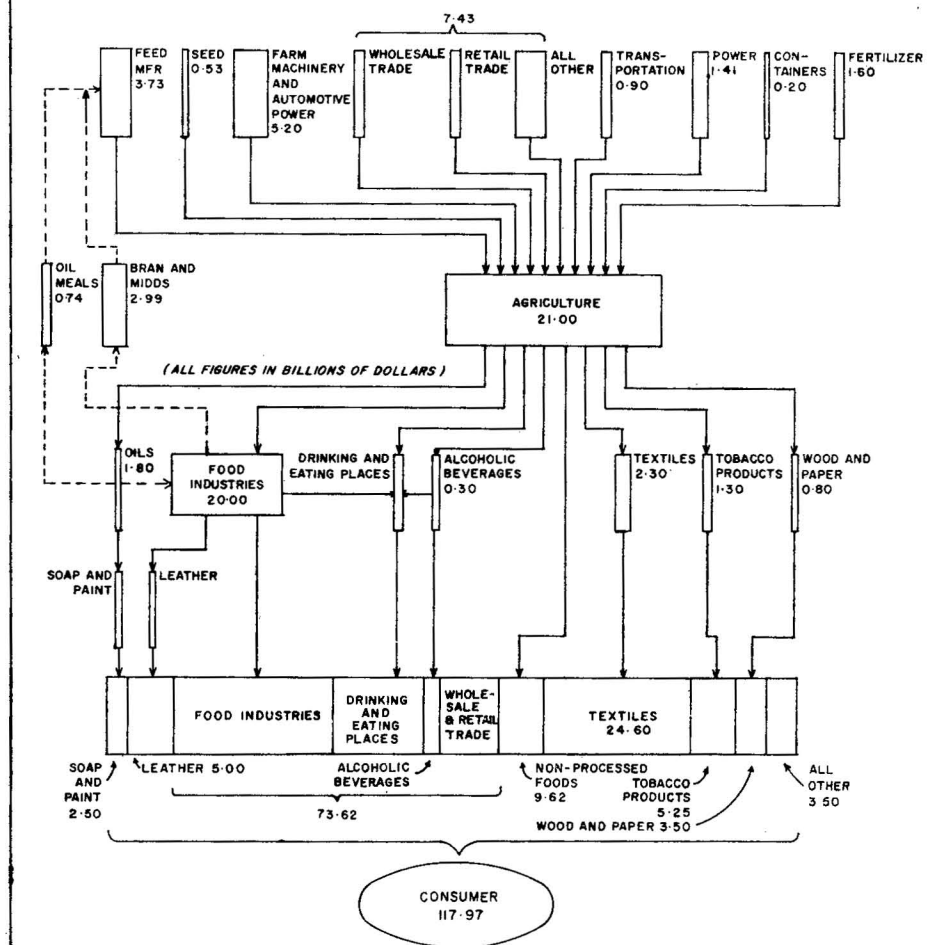 7·43
FEED
MFR
3·73
SEED
0·53
FARM
MACHINERY
AND
AUTOMOTIVE
POWER
5·20
WHOLESALE
TRADE
RETAIL
TRADE
ALL
OTHER
TRANS-
PORTATION
0·90
POWER
1·41
CON-
TAINERS
0·20
FERTILIZER
1·60
OIL
MEALS
0·74
BRAN AND
MIDDS
2·99
AGRICULTURE
21·00
(ALL FIGURES IN BILLIONS OF DOLLARS)
OILS
1·80
FOOD
INDUSTRIES
20·00
DRINKING AND
EATING PLACES
ALCOHOLIC
BEVERAGES
0·30
TEXTILES
2·30
TOBACCO
PRODUCTS
1·30
WOOD AND
PAPER
0·80
SOAP AND
PAINT
LEATHER
FOOD INDUSTRIES
DRINKING
AND
EATING
PLACES
WHOLE-
SALE
& RETAIL
TRADE
TEXTILES
24·60
SOAP
AND
PAINT
2·50
LEATHER 5·00
ALCOHOLIC
BEVERAGES
73·62
NON-PROCESSED
FOODS
9·62
TOBACCO
PRODUCTS
5·25
WOOD AND PAPER 3·50
ALL
OTHER
3·50
CONSUMER
117·97